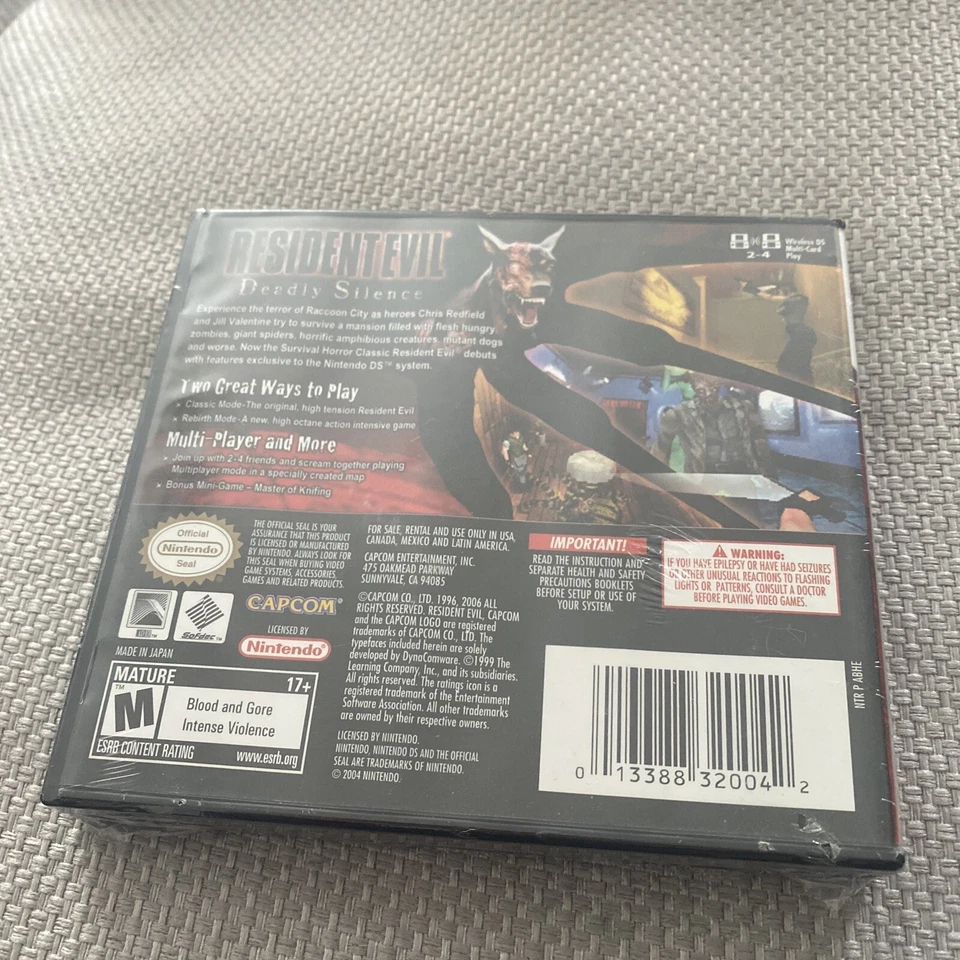 RESIDENT EVIL
Deadly Silence
Wireless DS
Multi-Card
Play
2-4
Experience the terror of Raccoon City as heroes Chris Redfield
and Jill Valentine try to survive a mansion filled with flesh hungry
zombies, giant spiders, horrific amphibious creatures, mutant dogs
and worse. Now the Survival Horror Classic Resident Evil® debuts
with features exclusive to the Nintendo DS™ system.
Two Great Ways to Play
× Classic Mode-The original, high tension Resident Evil
× Rebirth Mode-A new, high octane action intensive game
Multi-Player and More
× Join up with 2-4 friends and scream together playing
Multiplayer mode in a specially created map
× Bonus Mini-Game – Master of Knifing
Official
Nintendo
Seal
THE OFFICIAL SEAL IS YOUR
ASSURANCE THAT THIS PRODUCT
IS LICENSED OR MANUFACTURED
BY NINTENDO. ALWAYS LOOK FOR
THIS SEAL WHEN BUYING VIDEO
GAME SYSTEMS, ACCESSORIES,
GAMES AND RELATED PRODUCTS.
Sofdec™
CAPCOM®
LICENSED BY
Nintendo®
MADE IN JAPAN
MATURE 17+
M™
Blood and Gore
Intense Violence
ESRB CONTENT RATING www.esrb.org
FOR SALE, RENTAL AND USE ONLY IN USA,
CANADA, MEXICO AND LATIN AMERICA.
CAPCOM ENTERTAINMENT, INC.
475 OAKMEAD PARKWAY
SUNNYVALE, CA 94085
©CAPCOM CO., LTD. 1996, 2006 ALL
RIGHTS RESERVED. RESIDENT EVIL, CAPCOM
and the CAPCOM LOGO are registered
trademarks of CAPCOM CO., LTD. The
typefaces included herein are solely
developed by DynaComware. ©1999 The
Learning Company, Inc., and its subsidiaries.
All rights reserved. The ratings icon is a
registered trademark of the Entertainment
Software Association. All other trademarks
are owned by their respective owners.
LICENSED BY NINTENDO.
NINTENDO, NINTENDO DS AND THE OFFICIAL
SEAL ARE TRADEMARKS OF NINTENDO.
© 2004 NINTENDO.
IMPORTANT!
READ THE INSTRUCTION AND
SEPARATE HEALTH AND SAFETY
PRECAUTIONS BOOKLETS
BEFORE SETUP OR USE OF
YOUR SYSTEM.
WARNING:
IF YOU HAVE EPILEPSY OR HAVE HAD SEIZURES
OR OTHER UNUSUAL REACTIONS TO FLASHING
LIGHTS OR PATTERNS, CONSULT A DOCTOR
BEFORE PLAYING VIDEO GAMES.
0 13388 32004 2
NTR P ABHE